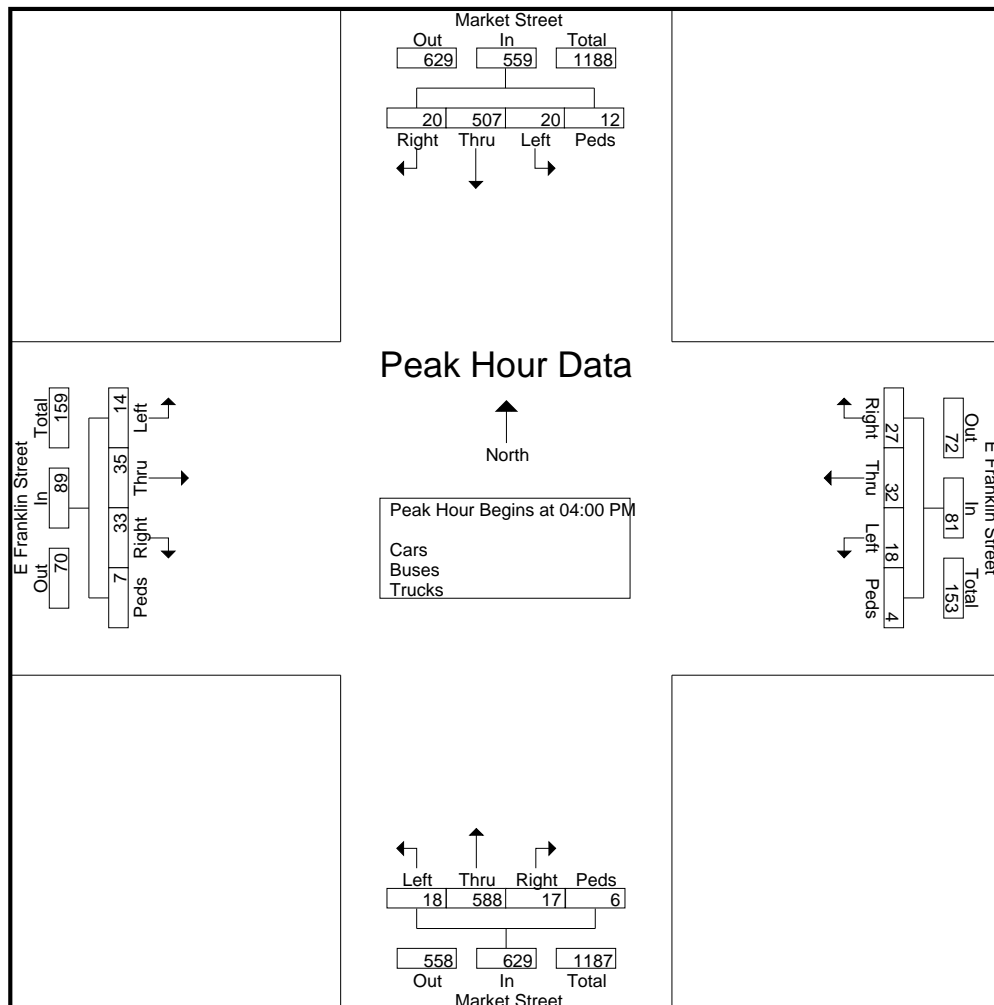 Market Street
Out In Total
629 559 1188
20 507 20 12
Right Thru Left Peds
Peak Hour Data
North
Peak Hour Begins at 04:00 PM
Cars
Buses
Trucks
E Franklin Street
Total In Out
159 89 70
14 35 33 7
Left Thru Right Peds
Right Thru Left Peds
27 32 18 4
Out In Total
72 81 153
E Franklin Street
Left Thru Right Peds
18 588 17 6
558 629 1187
Out In Total
Market Street